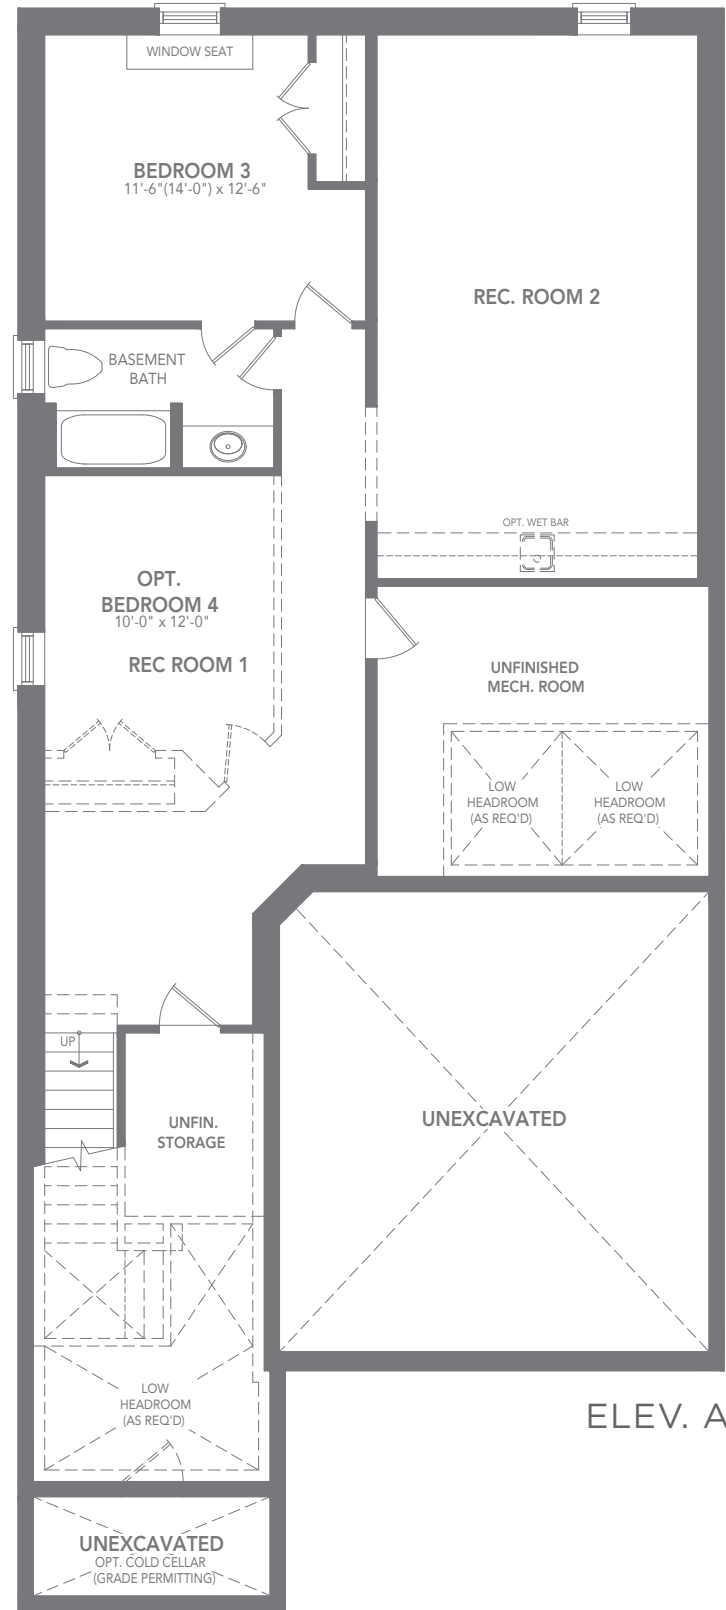 WINDOW SEAT
BEDROOM 3
11'-6"(14'-0") x 12'-6"
REC. ROOM 2
BASEMENT
BATH
OPT. WET BAR
OPT.
BEDROOM 4
10'-0" x 12'-0"
REC ROOM 1
UNFINISHED
MECH. ROOM
LOW
HEADROOM
(AS REQ'D)
LOW
HEADROOM
(AS REQ'D)
UP
UNFIN.
STORAGE
UNEXCAVATED
LOW
HEADROOM
(AS REQ'D)
ELEV. A
UNEXCAVATED
OPT. COLD CELLAR
(GRADE PERMITTING)